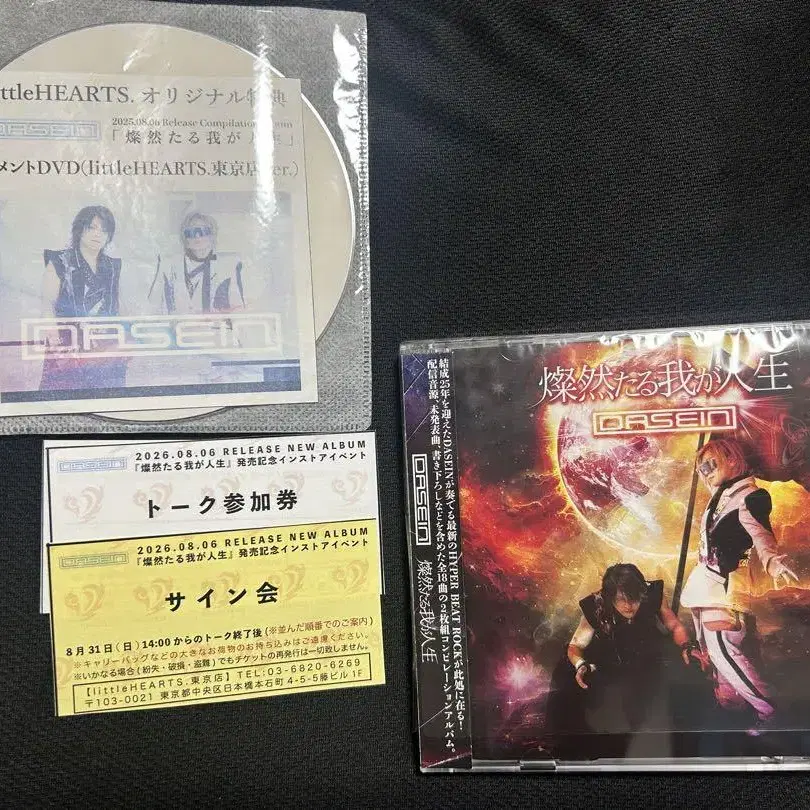 ttleHEARTS. オリジナル特典
DASEIN
2025.08.06 Release Compilation Album
「燦然たる我が人生」
メントDVD(littleHEARTS.東京店ver.)
DASEIN
2026.08.06 RELEASE NEW ALBUM
DASEIN
『燦然たる我が人生』発売記念インストアイベント
トーク参加券
2026.08.06 RELEASE NEW ALBUM
DASEIN
『燦然たる我が人生』発売記念インストアイベント
サイン会
8月31日(日)14:00からのトーク終了後(※並んだ順番でのご案内)
※キャリーバッグなどの大きなお荷物のお持ち込みはご遠慮ください。
※いかなる場合(紛失・破損・盗難)でもチケットの再発行は一切致しません。
【littleHEARTS.東京店】TEL:03-6820-6269
〒103-0021 東京都中央区日本橋本石町4-5-5藤ビル1F
結成25年を迎えたDASEINが奏でる最新のHYPER BEAT ROCKが此処に在る!
配信音源、未発表曲、書き下ろしなどを含めた全18曲の2枚組コンピレーションアルバム。
DASEIN
燦然たる我が人生
燦然たる我が人生
DASEIN